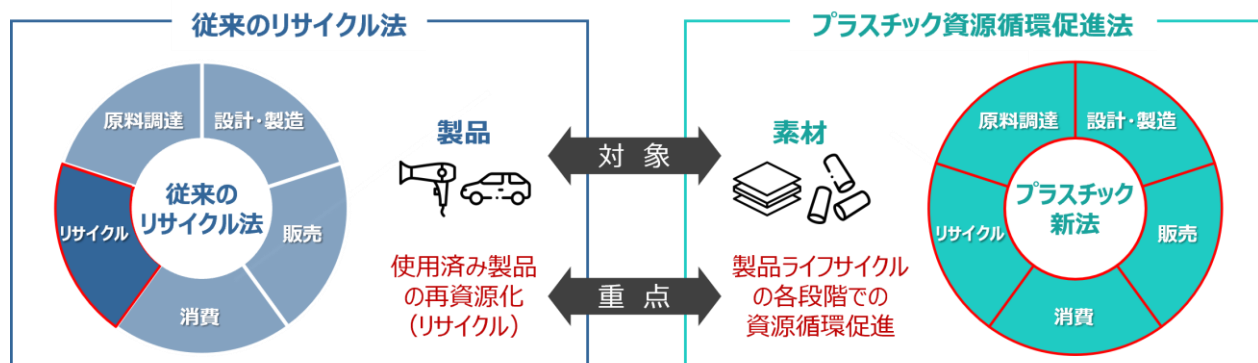 従来のリサイクル法
原料調達
設計・製造
リサイクル
販売
消費
従来の
リサイクル法
製品
使用済み製品
の再資源化
（リサイクル）
対 象
重 点
プラスチック資源循環促進法
素材
製品ライフサイクル
の各段階での
資源循環促進
原料調達
設計・製造
リサイクル
販売
消費
プラスチック
新法